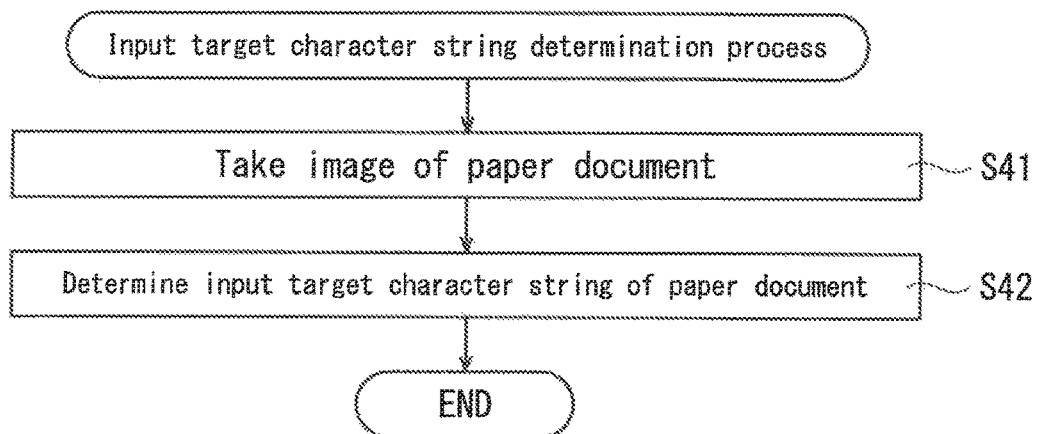 Input target character string determination process
Take image of paper document
S41
Determine input target character string of paper document
S42
END